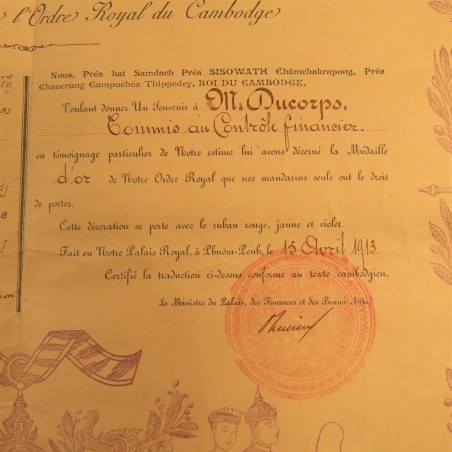 l'Ordre Royal du Cambodge
Nous, Préa bat Samdach Préa SISOWATH Châmchakrapong, Préa
Chaucrung Campuchéa Thippedey, ROI DU CAMBODGE,
Voulant donner Un Souvenir à M. Ducorps,
Commis au Contrôle financier.
en témoignage particulier de Notre estime lui avons décerné la Médaille
d'or de Notre Ordre Royal que nos mandarins seuls ont le droit
de porter.
Cette décoration se porte avec le ruban rouge, jaune et violet.
Fait en Notre Palais Royal, à Phnôm-Penh, le 15 Avril 1913.
Certifié la traduction ci-dessus conforme au texte cambodgien.
Le Ministre du Palais, des Finances et des Beaux-Arts,